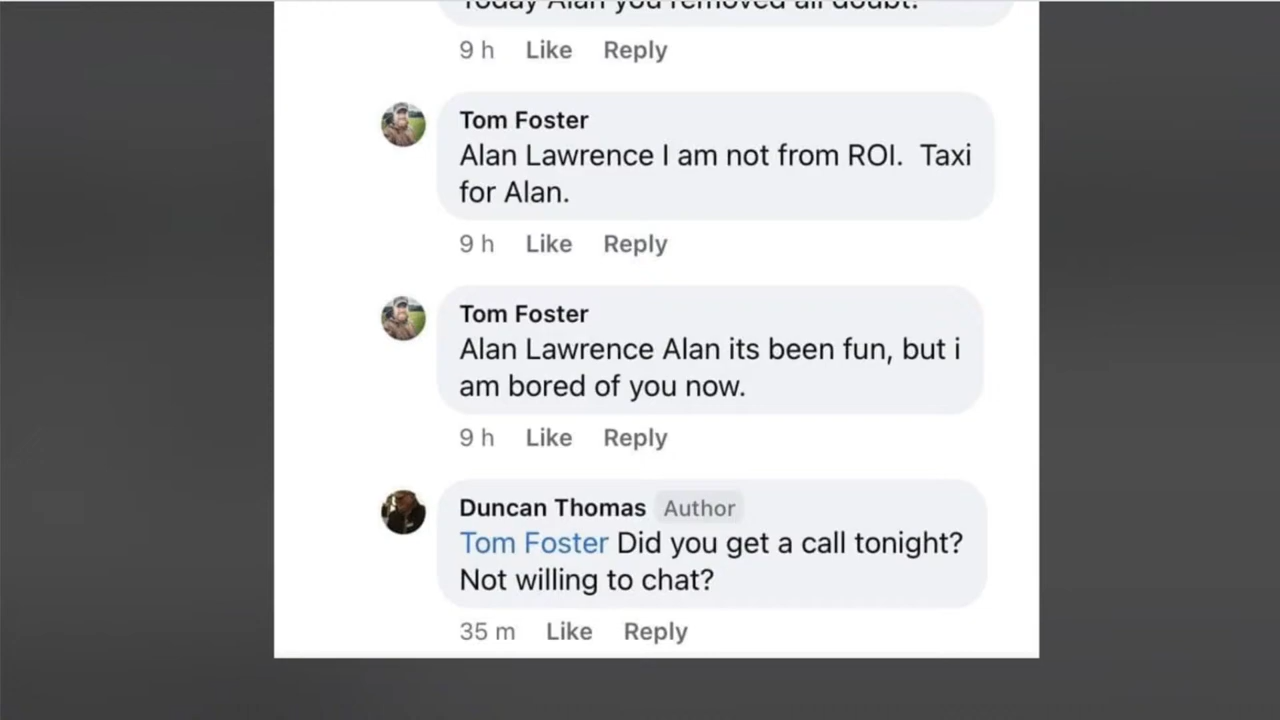 Today Alan you removed all doubt.
9 h Like Reply
Tom Foster
Alan Lawrence I am not from ROI. Taxi
for Alan.
9 h Like Reply
Tom Foster
Alan Lawrence Alan its been fun, but i
am bored of you now.
9 h Like Reply
Duncan Thomas Author
Tom Foster Did you get a call tonight?
Not willing to chat?
35 m Like Reply